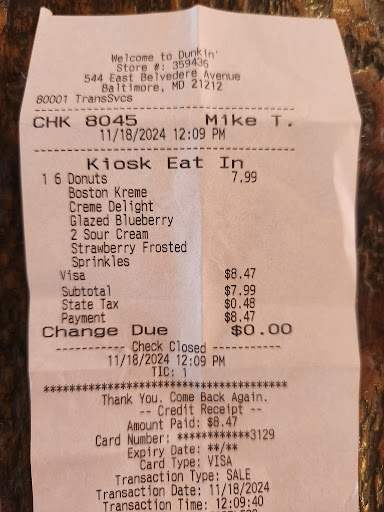 Welcome to Dunkin'
Store #: 359436
544 East Belvedere Avenue
Baltimore, MD 21212
80001 TransSvcs
CHK 8045 Mike T.
11/18/2024 12:09 PM
Kiosk Eat In
1 6 Donuts 7.99
Boston Kreme
Creme Delight
Glazed Blueberry
2 Sour Cream
Strawberry Frosted
Sprinkles
Visa $8.47
Subtotal $7.99
State Tax $0.48
Payment $8.47
Change Due $0.00
----------- Check Closed -----------
11/18/2024 12:09 PM
TIC: 1
****************************************
Thank You. Come Back Again.
-- Credit Receipt --
Amount Paid: $8.47
Card Number: ************3129
Expiry Date: **/**
Card Type: VISA
Transaction Type: SALE
Transaction Date: 11/18/2024
Transaction Time: 12:09:40